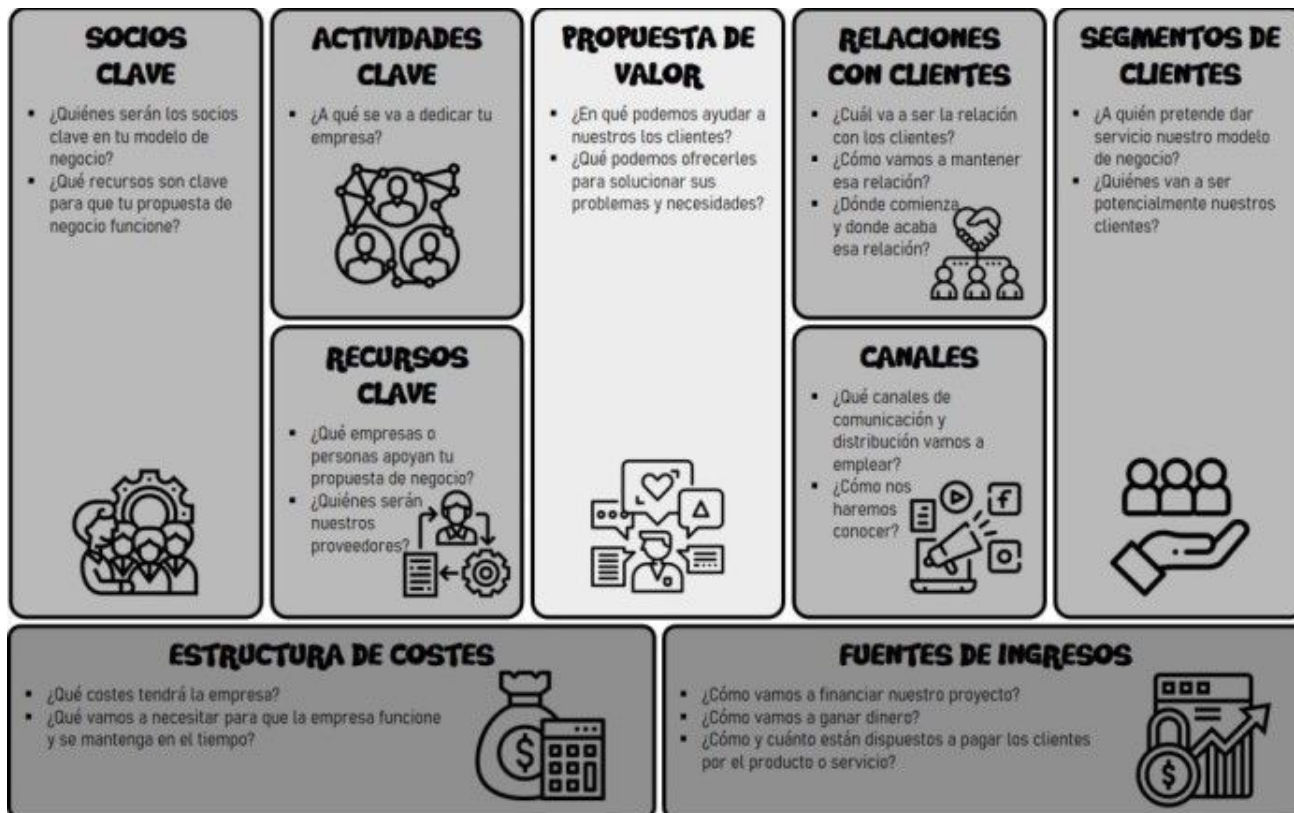 SOCIOS
CLAVE
▪ ¿Quiénes serán los socios
clave en tu modelo de
negocio?
▪ ¿Qué recursos son clave
para que tu propuesta de
negocio funcione?
ACTIVIDADES
CLAVE
▪ ¿A qué se va a dedicar tu
empresa?
RECURSOS
CLAVE
▪ ¿Qué empresas o
personas apoyan tu
propuesta de negocio?
▪ ¿Quiénes serán
nuestros
proveedores?
PROPUESTA DE
VALOR
▪ ¿En qué podemos ayudar a
nuestros los clientes?
▪ ¿Qué podemos ofrecerles
para solucionar sus
problemas y necesidades?
RELACIONES
CON CLIENTES
▪ ¿Cuál va a ser la relación
con los clientes?
▪ ¿Cómo vamos a mantener
esa relación?
▪ ¿Dónde comienza
y donde acaba
esa relación?
CANALES
▪ ¿Qué canales de
comunicación y
distribución vamos a
emplear?
▪ ¿Cómo nos
haremos
conocer?
SEGMENTOS DE
CLIENTES
▪ ¿A quién pretende dar
servicio nuestro modelo
de negocio?
▪ ¿Quiénes van a ser
potencialmente nuestros
clientes?
ESTRUCTURA DE COSTES
▪ ¿Qué costes tendrá la empresa?
▪ ¿Qué vamos a necesitar para que la empresa funcione
y se mantenga en el tiempo?
FUENTES DE INGRESOS
▪ ¿Cómo vamos a financiar nuestro proyecto?
▪ ¿Cómo vamos a ganar dinero?
▪ ¿Cómo y cuánto están dispuestos a pagar los clientes
por el producto o servicio?